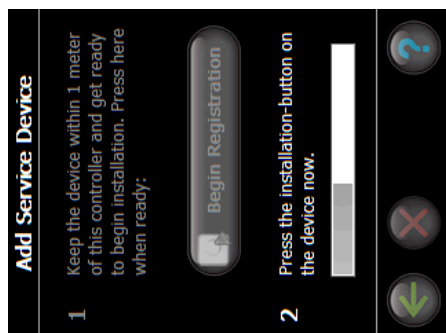 Add Service Device
1
Keep the device within 1 meter
of this controller and get ready
to begin installation. Press here
when ready:
Begin Registration
2
Press the installation-button on
the device now.
?